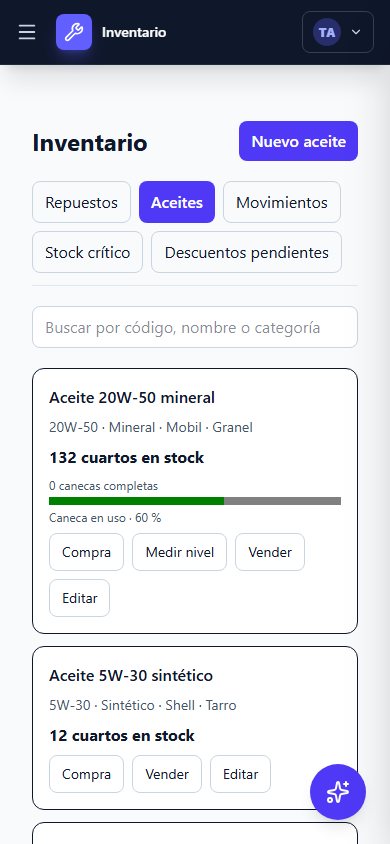 Inventario
TA
Inventario
Nuevo aceite
Repuestos
Aceites
Movimientos
Stock crítico
Descuentos pendientes
Buscar por código, nombre o categoría
Aceite 20W-50 mineral
20W-50 · Mineral · Mobil · Granel
132 cuartos en stock
0 canecas completas
Caneca en uso · 60 %
Compra
Medir nivel
Vender
Editar
Aceite 5W-30 sintético
5W-30 · Sintético · Shell · Tarro
12 cuartos en stock
Compra
Vender
Editar